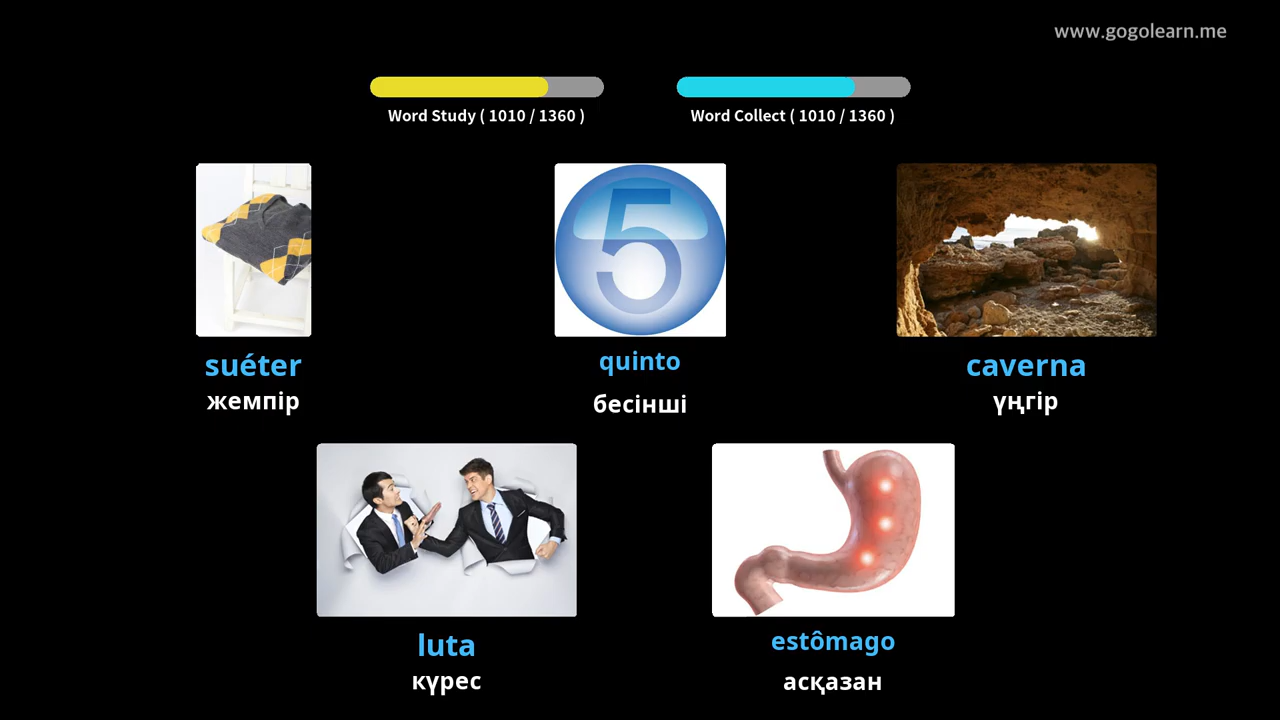 www.gogolearn.me
Word Study ( 1010 / 1360 )
Word Collect ( 1010 / 1360 )
5
suéter
жемпір
quinto
бесінші
caverna
үңгір
luta
күрес
estômago
асқазан